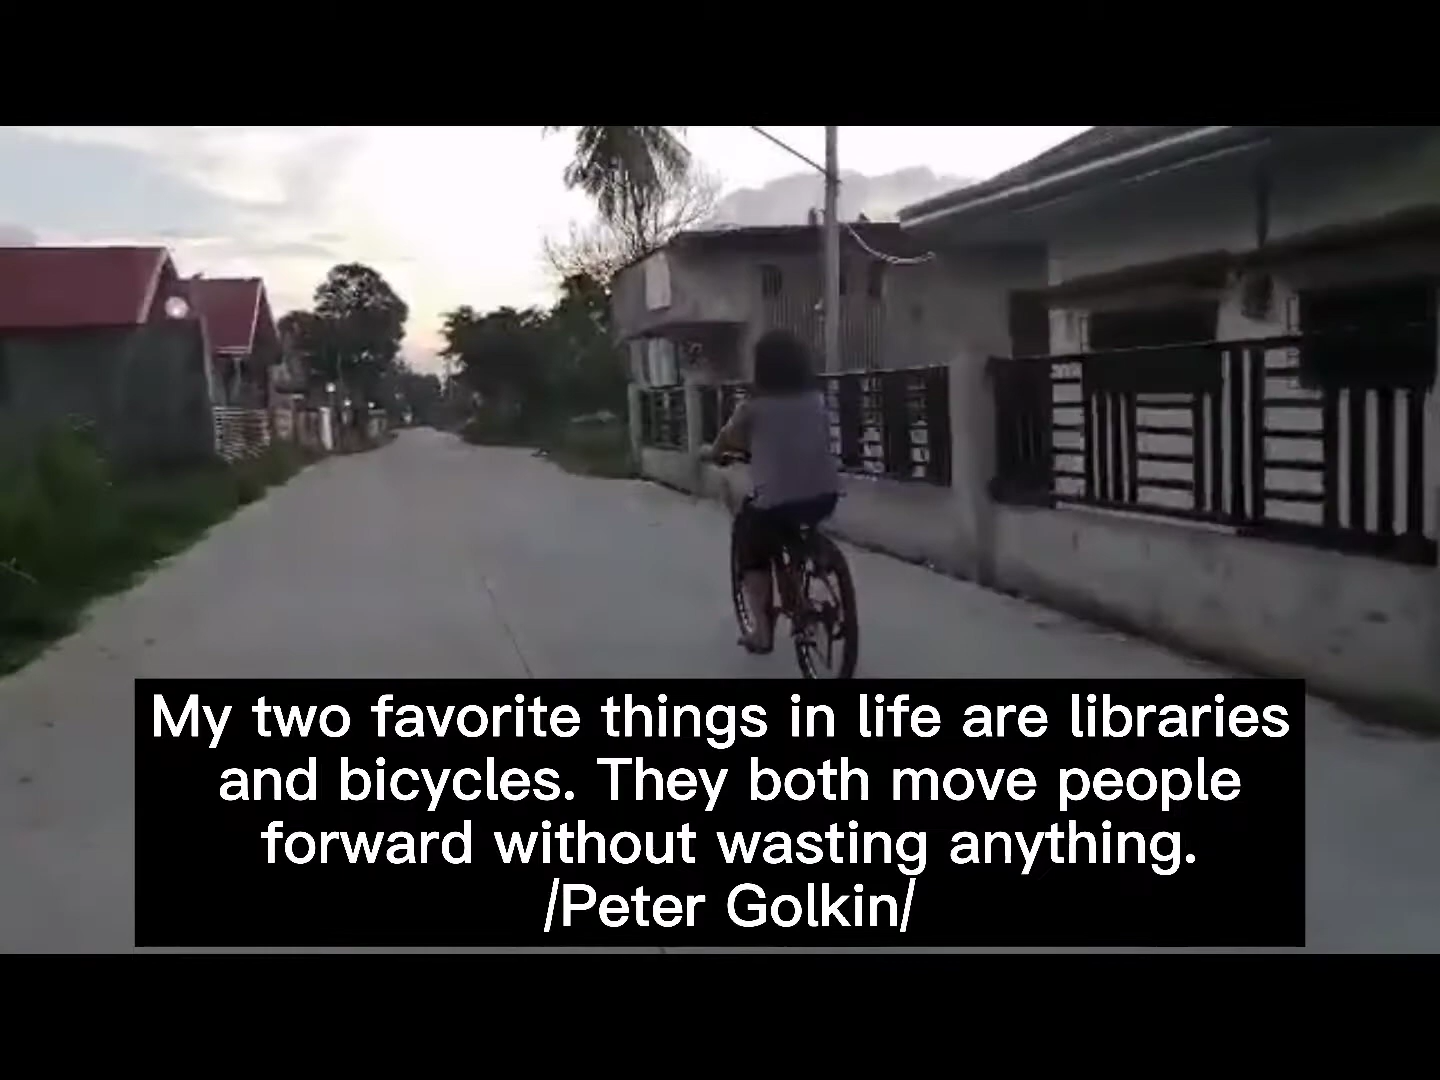 My two favorite things in life are libraries
and bicycles. They both move people
forward without wasting anything.
/Peter Golkin/